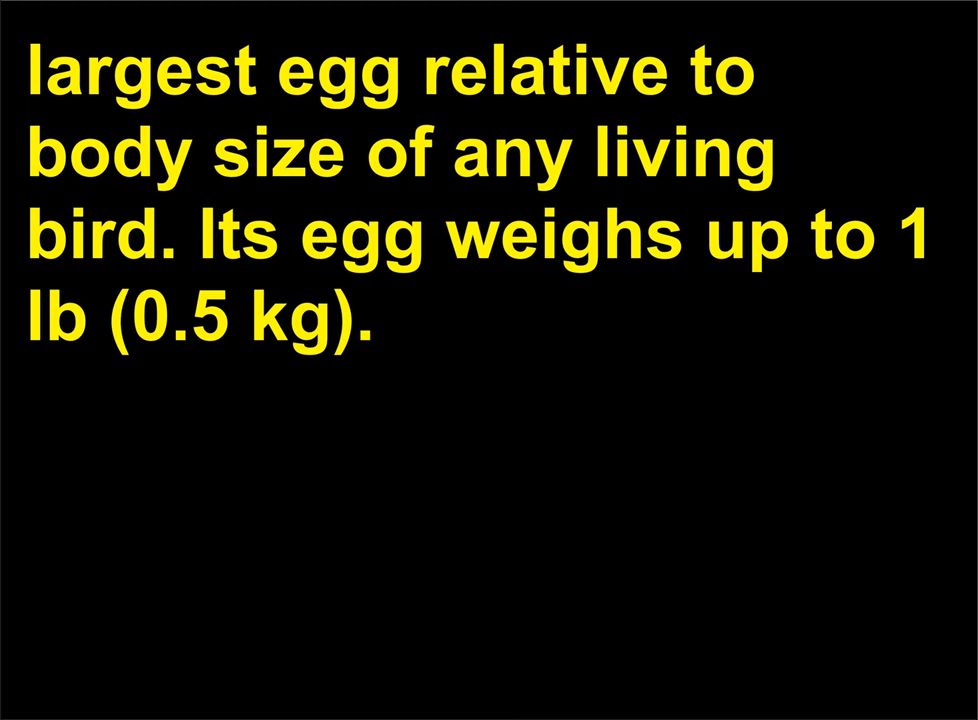 largest egg relative to
body size of any living
bird. Its egg weighs up to 1
lb (0.5 kg).